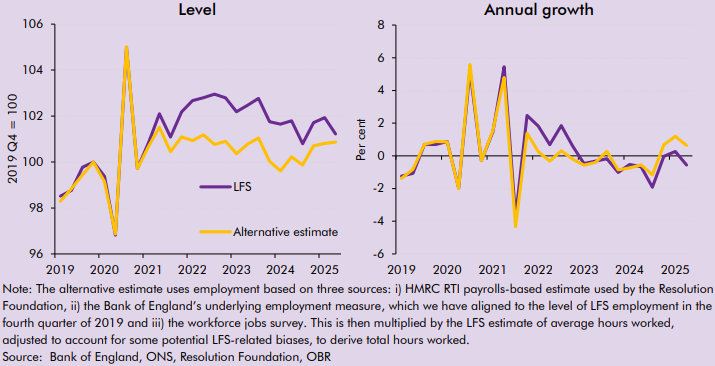 Level
Annual growth
2019 Q4 = 100
106
104
102
100
98
96
2019 2020 2021 2022 2023 2024 2025
LFS
Alternative estimate
Per cent
8
6
4
2
0
-2
-4
-6
2019 2020 2021 2022 2023 2024 2025
Note: The alternative estimate uses employment based on three sources: i) HMRC RTI payrolls-based estimate used by the Resolution
Foundation, ii) the Bank of England's underlying employment measure, which we have aligned to the level of LFS employment in the
fourth quarter of 2019 and iii) the workforce jobs survey. This is then multiplied by the LFS estimate of average hours worked,
adjusted to account for some potential LFS-related biases, to derive total hours worked.
Source: Bank of England, ONS, Resolution Foundation, OBR